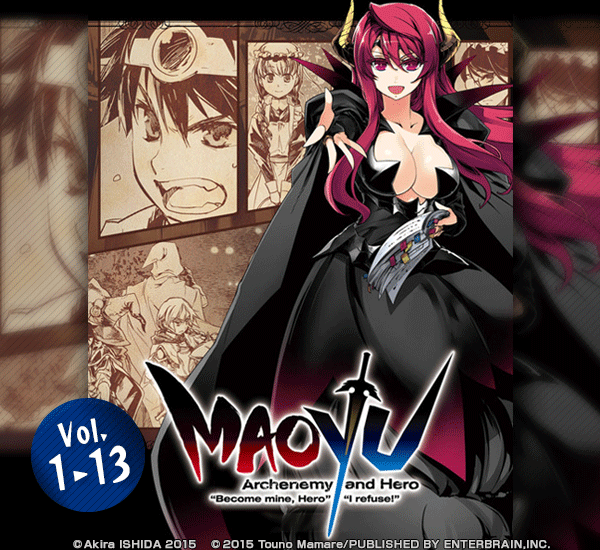 MAOYU
Archenemy and Hero
"Become mine, Hero" "I refuse!"
Vol.
1▶13
©Akira ISHIDA 2015 © 2015 Touno Mamare/PUBLISHED BY ENTERBRAIN,INC.